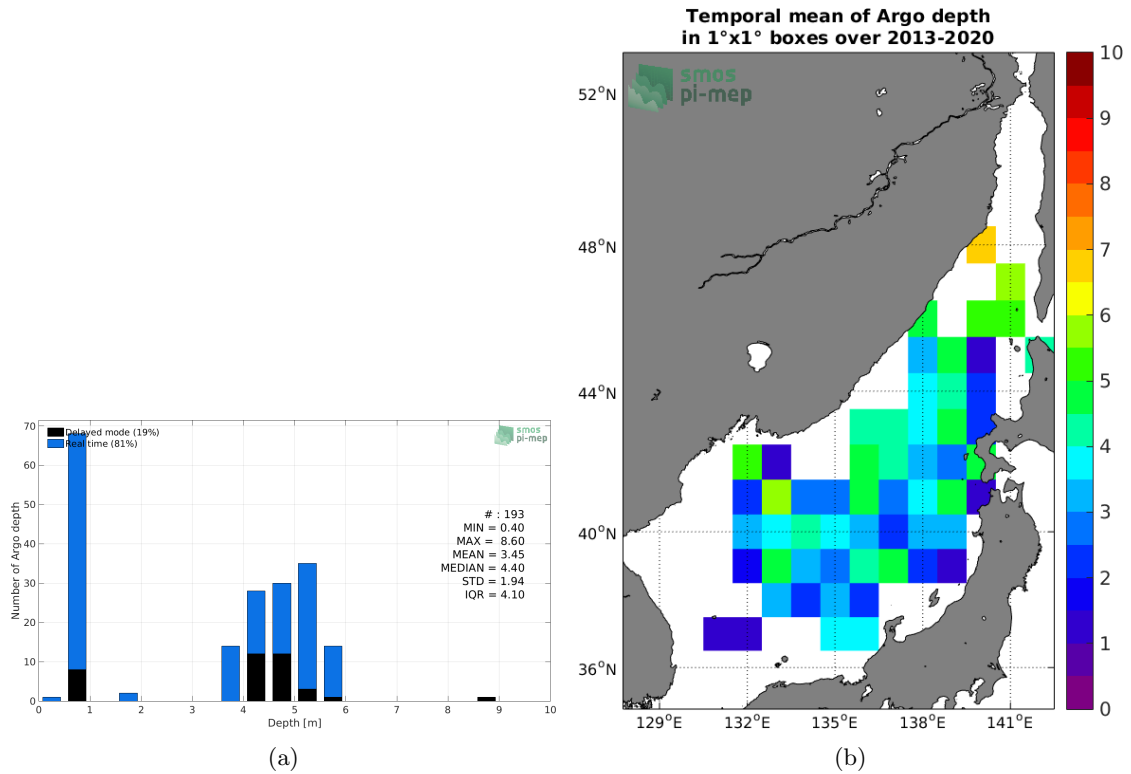 70
60
50
40
30
20
10
0
Number of Argo depth
Delayed mode (19%)
Real time (81%)
smos
pi-mep
# : 193
MIN = 0.40
MAX = 8.60
MEAN = 3.45
MEDIAN = 4.40
STD = 1.94
IQR = 4.10
0 1 2 3 4 5 6 7 8 9 10
Depth [m]
(a)
Temporal mean of Argo depth
in 1°x1° boxes over 2013-2020
smos
pi-mep
52°N
48°N
44°N
40°N
36°N
129°E 132°E 135°E 138°E 141°E
10
9
8
7
6
5
4
3
2
1
0
(b)